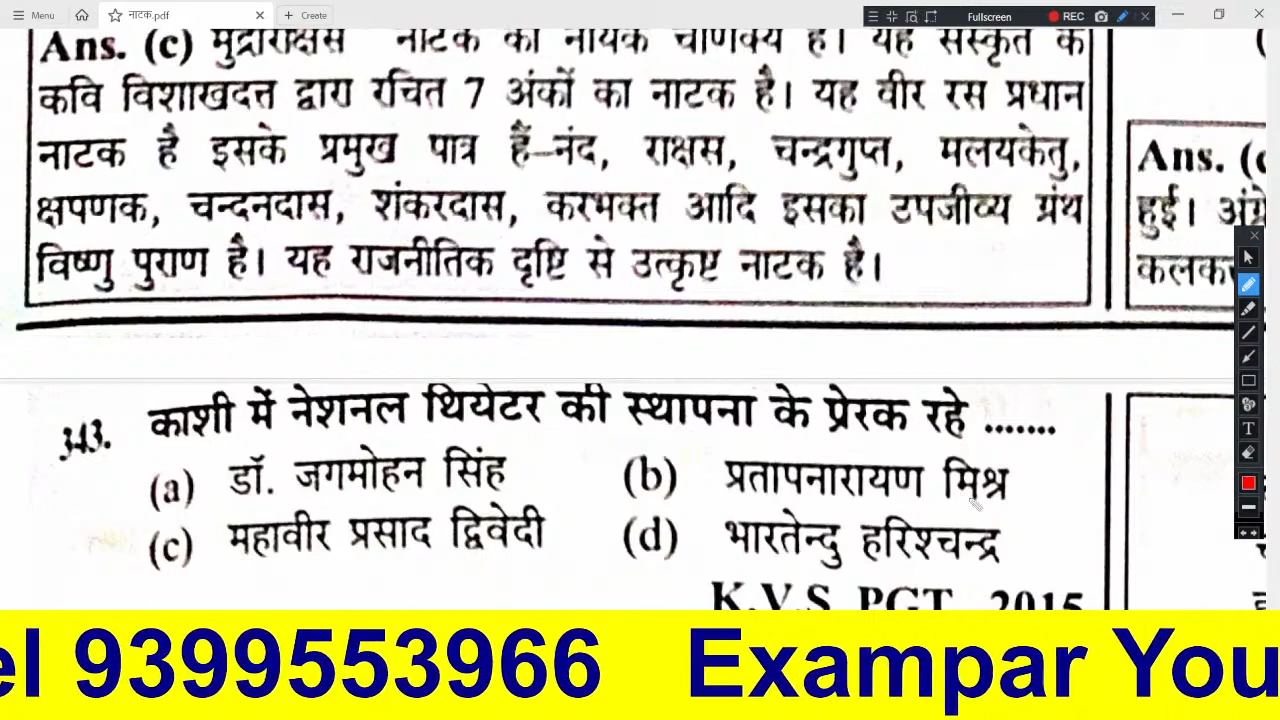 Menu
नाटक.pdf
Create
Fullscreen
REC
Ans. (c) मुद्राराक्षस नाटक का नायक चाणक्य है। यह संस्कृत के
कवि विशाखदत्त द्वारा रचित 7 अंकों का नाटक है। यह वीर रस प्रधान
नाटक है इसके प्रमुख पात्र हैं–नंद, राक्षस, चन्द्रगुप्त, मलयकेतु,
क्षपणक, चन्दनदास, शंकरदास, करभक्त आदि इसका टपजीव्य ग्रंथ
विष्णु पुराण है। यह राजनीतिक दृष्टि से उत्कृष्ट नाटक है।
Ans. (c
हुई। अंग्रे
कलक
343. काशी में नेशनल थियेटर की स्थापना के प्रेरक रहे .......
(a) डॉ. जगमोहन सिंह (b) प्रतापनारायण मिश्र
(c) महावीर प्रसाद द्विवेदी (d) भारतेन्दु हरिश्चन्द्र
K.V.S PGT 2015
el 9399553966 Exampar You